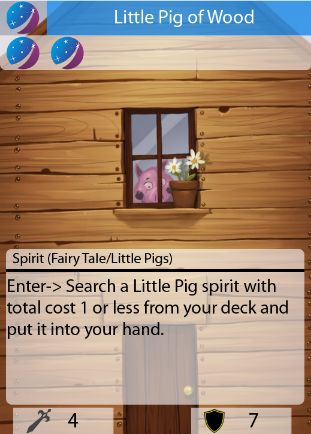 Little Pig of Wood
Spirit (Fairy Tale/Little Pigs)
Enter-> Search a Little Pig spirit with
total cost 1 or less from your deck and
put it into your hand.
4 7